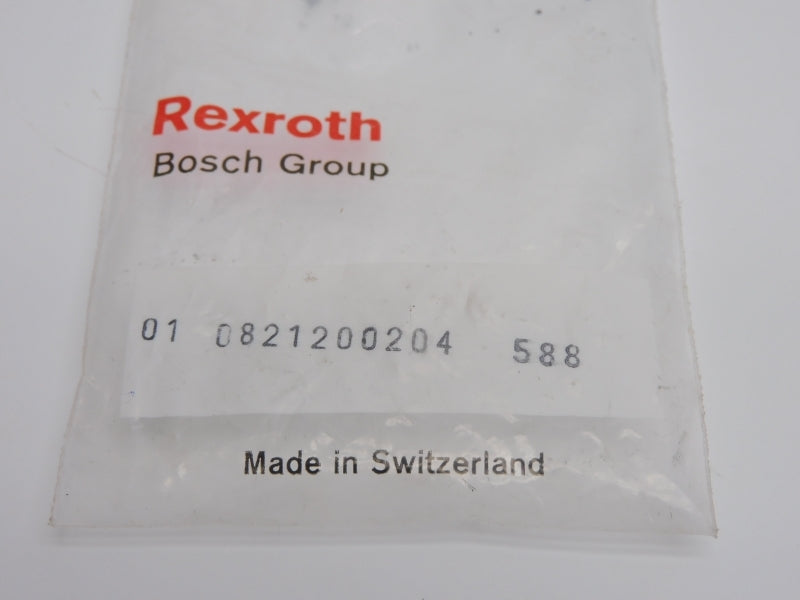 Rexroth
Bosch Group
01 0821200204 588
Made in Switzerland